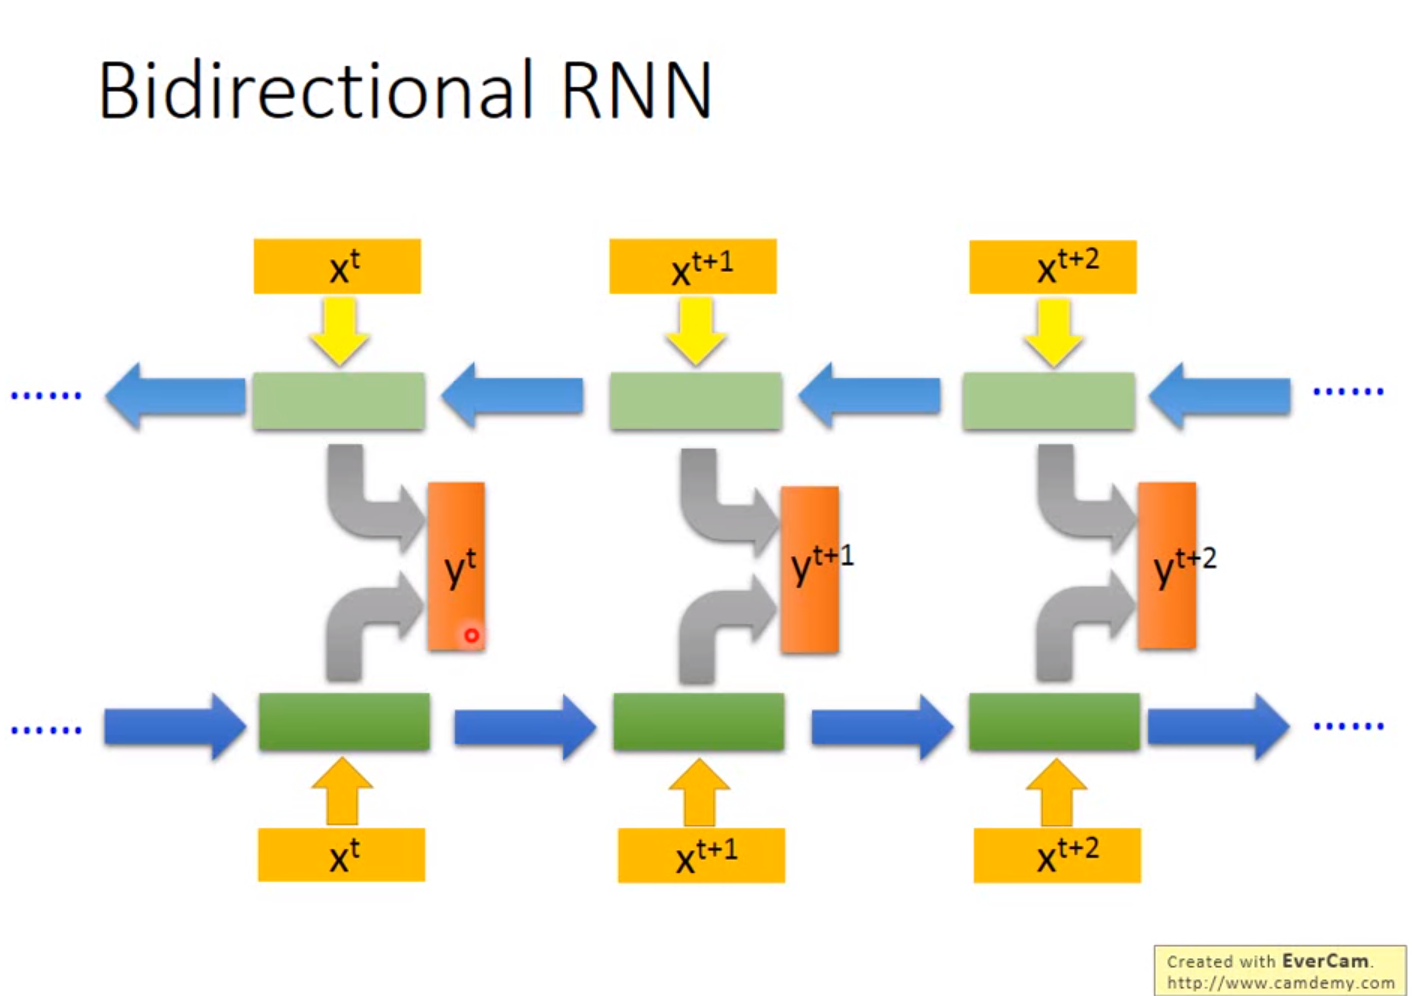 Bidirectional RNN
x^t x^t+1 x^t+2
...... ......
y^t y^t+1 y^t+2
...... ......
x^t x^t+1 x^t+2
Created with EverCam.
http://www.camdemy.com